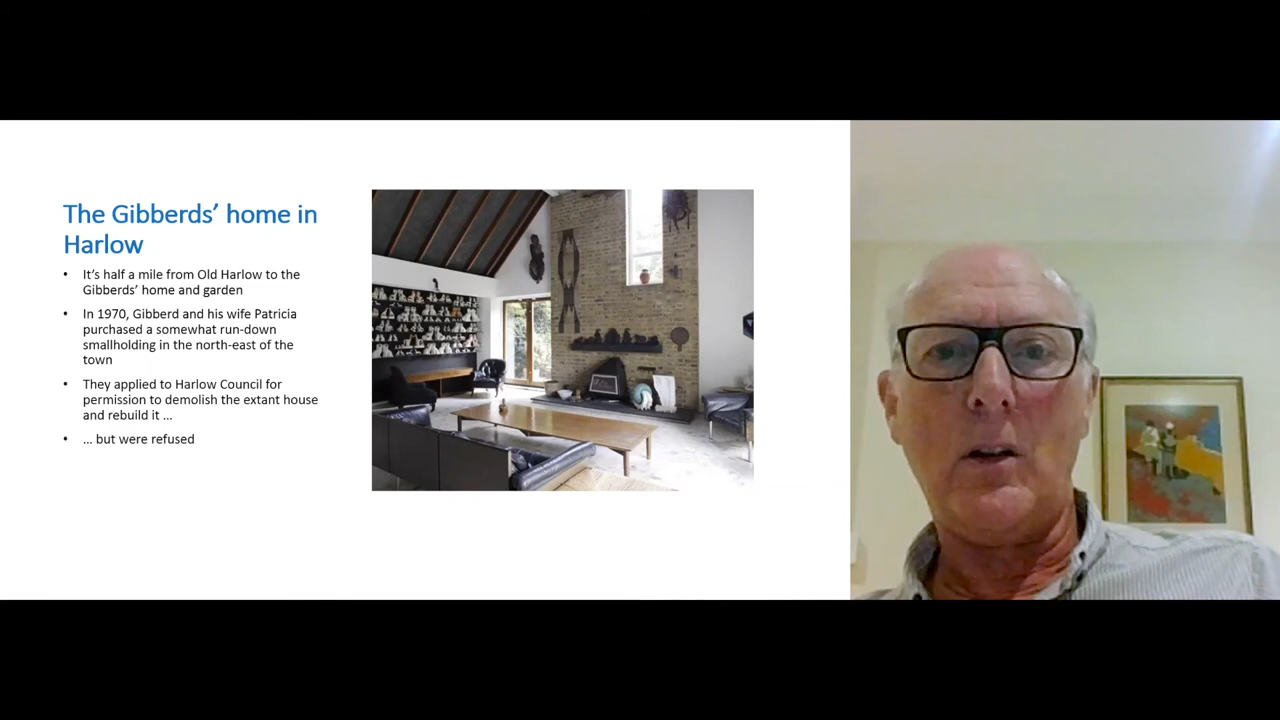 The Gibberds’ home in
Harlow
• It’s half a mile from Old Harlow to the
Gibberds’ home and garden
• In 1970, Gibberd and his wife Patricia
purchased a somewhat run-down
smallholding in the north-east of the
town
• They applied to Harlow Council for
permission to demolish the extant house
and rebuild it …
• … but were refused